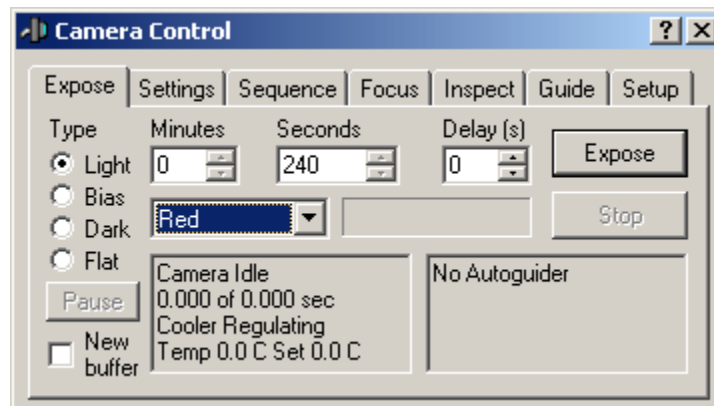 Camera Control
Expose Settings Sequence Focus Inspect Guide Setup
Type Minutes Seconds Delay (s)
Light 0 240 0 Expose
Bias
Red Stop
Dark
Flat
Camera Idle
0.000 of 0.000 sec
Cooler Regulating
Temp 0.0 C Set 0.0 C
No Autoguider
Pause
New
buffer